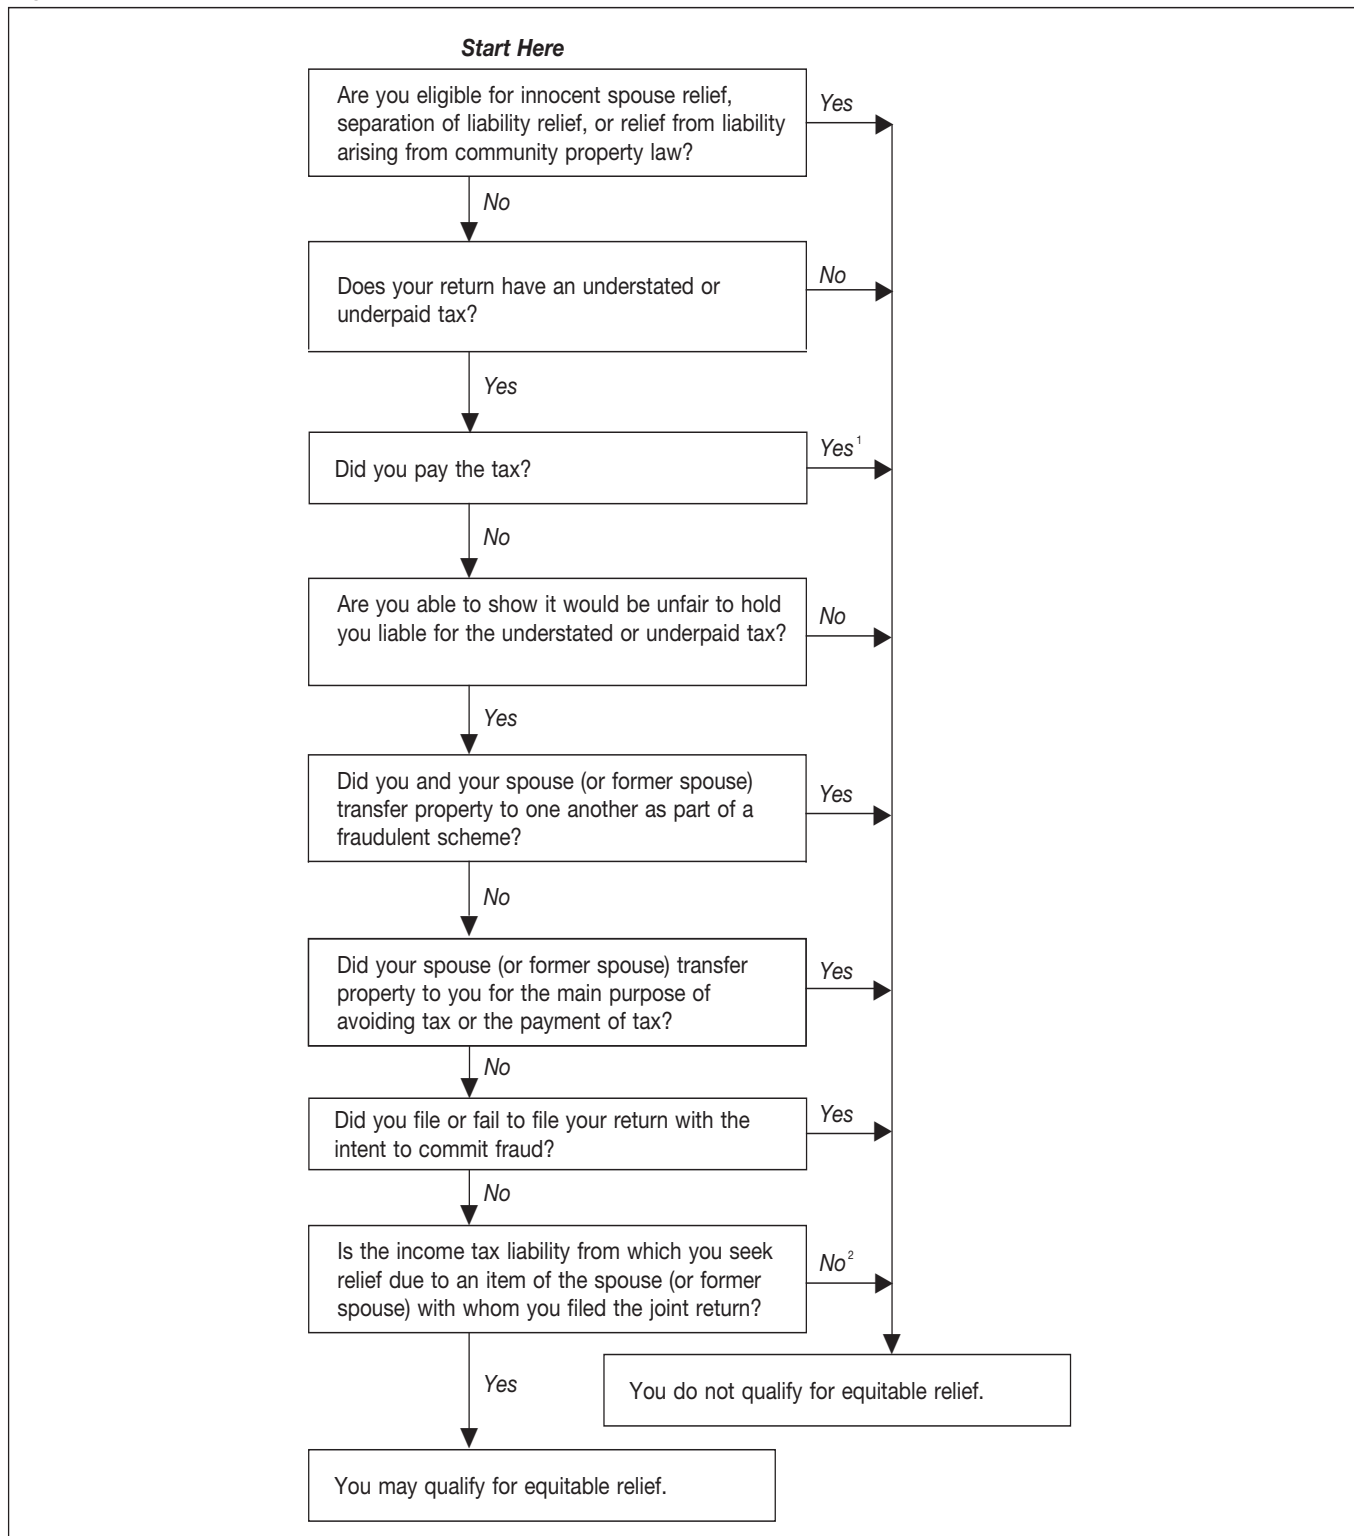 Start Here
Are you eligible for innocent spouse relief,
separation of liability relief, or relief from liability
arising from community property law?
Yes
No
Does your return have an understated or
underpaid tax?
No
Yes
Did you pay the tax?
Yes¹
No
Are you able to show it would be unfair to hold
you liable for the understated or underpaid tax?
No
Yes
Did you and your spouse (or former spouse)
transfer property to one another as part of a
fraudulent scheme?
Yes
No
Did your spouse (or former spouse) transfer
property to you for the main purpose of
avoiding tax or the payment of tax?
Yes
No
Did you file or fail to file your return with the
intent to commit fraud?
Yes
No
Is the income tax liability from which you seek
relief due to an item of the spouse (or former
spouse) with whom you filed the joint return?
No²
Yes
You do not qualify for equitable relief.
You may qualify for equitable relief.